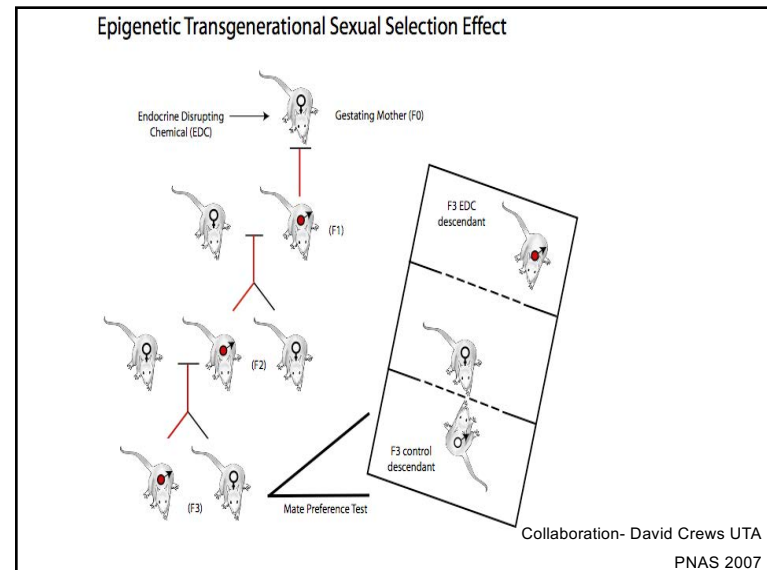 Epigenetic Transgenerational Sexual Selection Effect
Endocrine Disrupting
Chemical (EDC)
Gestating Mother (F0)
(F1)
(F2)
(F3)
Mate Preference Test
F3 EDC
descendant
F3 control
descendant
Collaboration- David Crews UTA
PNAS 2007